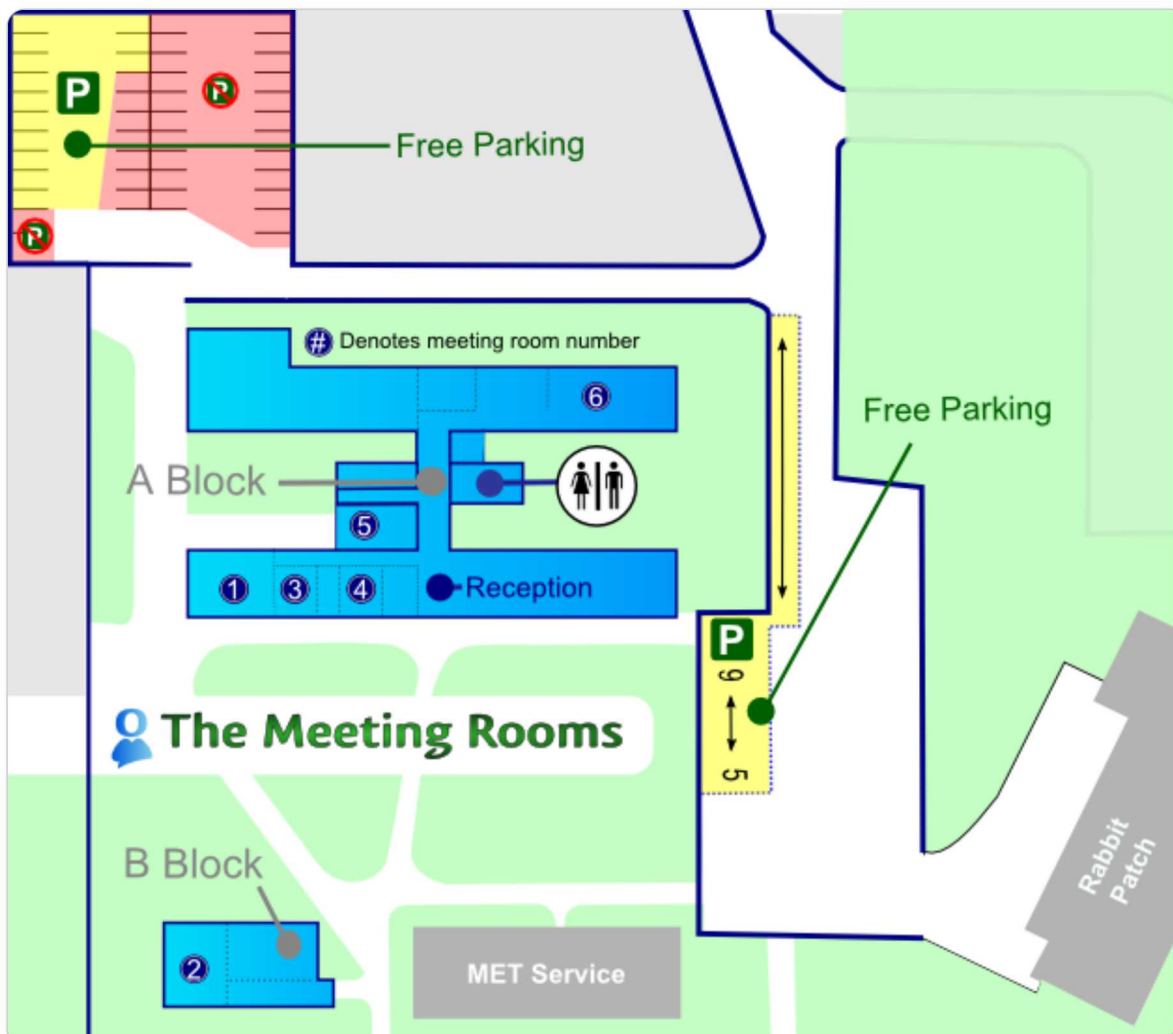 P
P
Free Parking
P
# Denotes meeting room number
6
Free Parking
A Block
5
1
3
4
Reception
P
9
5
The Meeting Rooms
B Block
2
MET Service
Rabbit
Patch